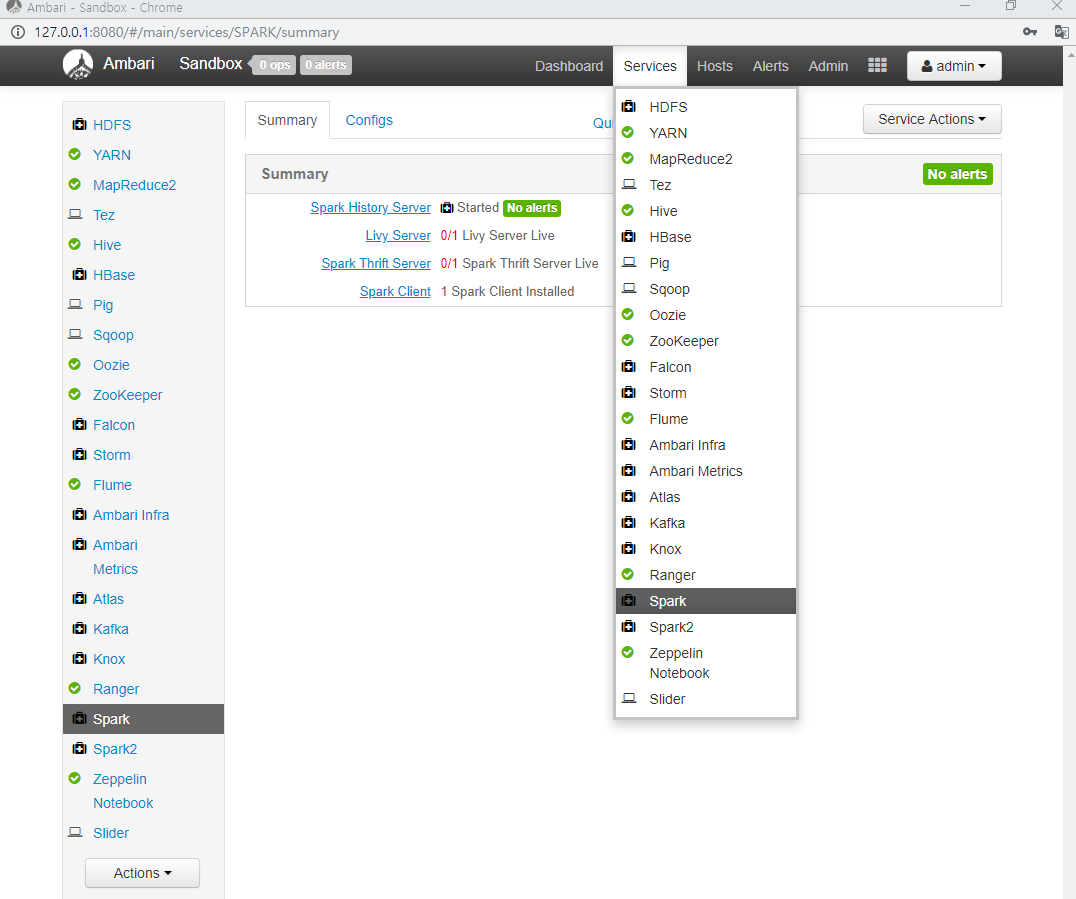 Ambari - Sandbox - Chrome
127.0.0.1:8080/#/main/services/SPARK/summary
Ambari Sandbox 0 ops 0 alerts Dashboard Services Hosts Alerts Admin admin
HDFS
YARN
MapReduce2
Tez
Hive
HBase
Pig
Sqoop
Oozie
ZooKeeper
Falcon
Storm
Flume
Ambari Infra
Ambari
Metrics
Atlas
Kafka
Knox
Ranger
Spark
Spark2
Zeppelin
Notebook
Slider
Actions
Summary Configs Qui Service Actions
Summary No alerts
Spark History Server Started No alerts
Livy Server 0/1 Livy Server Live
Spark Thrift Server 0/1 Spark Thrift Server Live
Spark Client 1 Spark Client Installed
HDFS
YARN
MapReduce2
Tez
Hive
HBase
Pig
Sqoop
Oozie
ZooKeeper
Falcon
Storm
Flume
Ambari Infra
Ambari Metrics
Atlas
Kafka
Knox
Ranger
Spark
Spark2
Zeppelin
Notebook
Slider